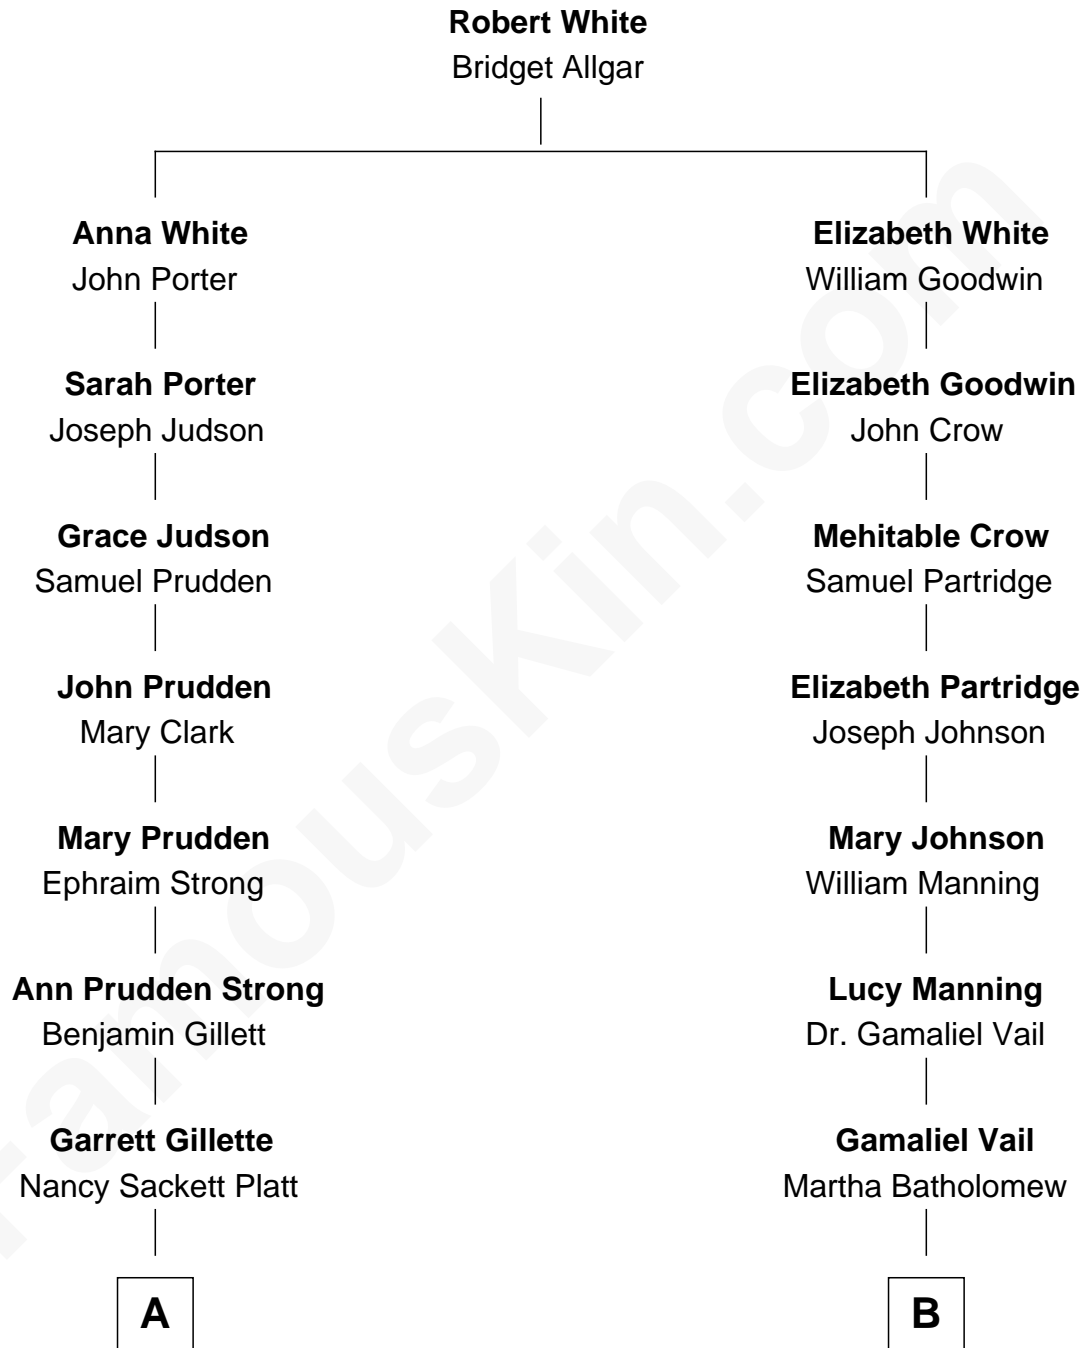 Robert White
Bridget Allgar
Anna White
John Porter
Elizabeth White
William Goodwin
Sarah Porter
Joseph Judson
Elizabeth Goodwin
John Crow
Grace Judson
Samuel Prudden
Mehitable Crow
Samuel Partridge
John Prudden
Mary Clark
Elizabeth Partridge
Joseph Johnson
Mary Prudden
Ephraim Strong
Mary Johnson
William Manning
Ann Prudden Strong
Benjamin Gillett
Lucy Manning
Dr. Gamaliel Vail
Garrett Gillette
Nancy Sackett Platt
Gamaliel Vail
Martha Batholomew
A
B
FamousKin.com